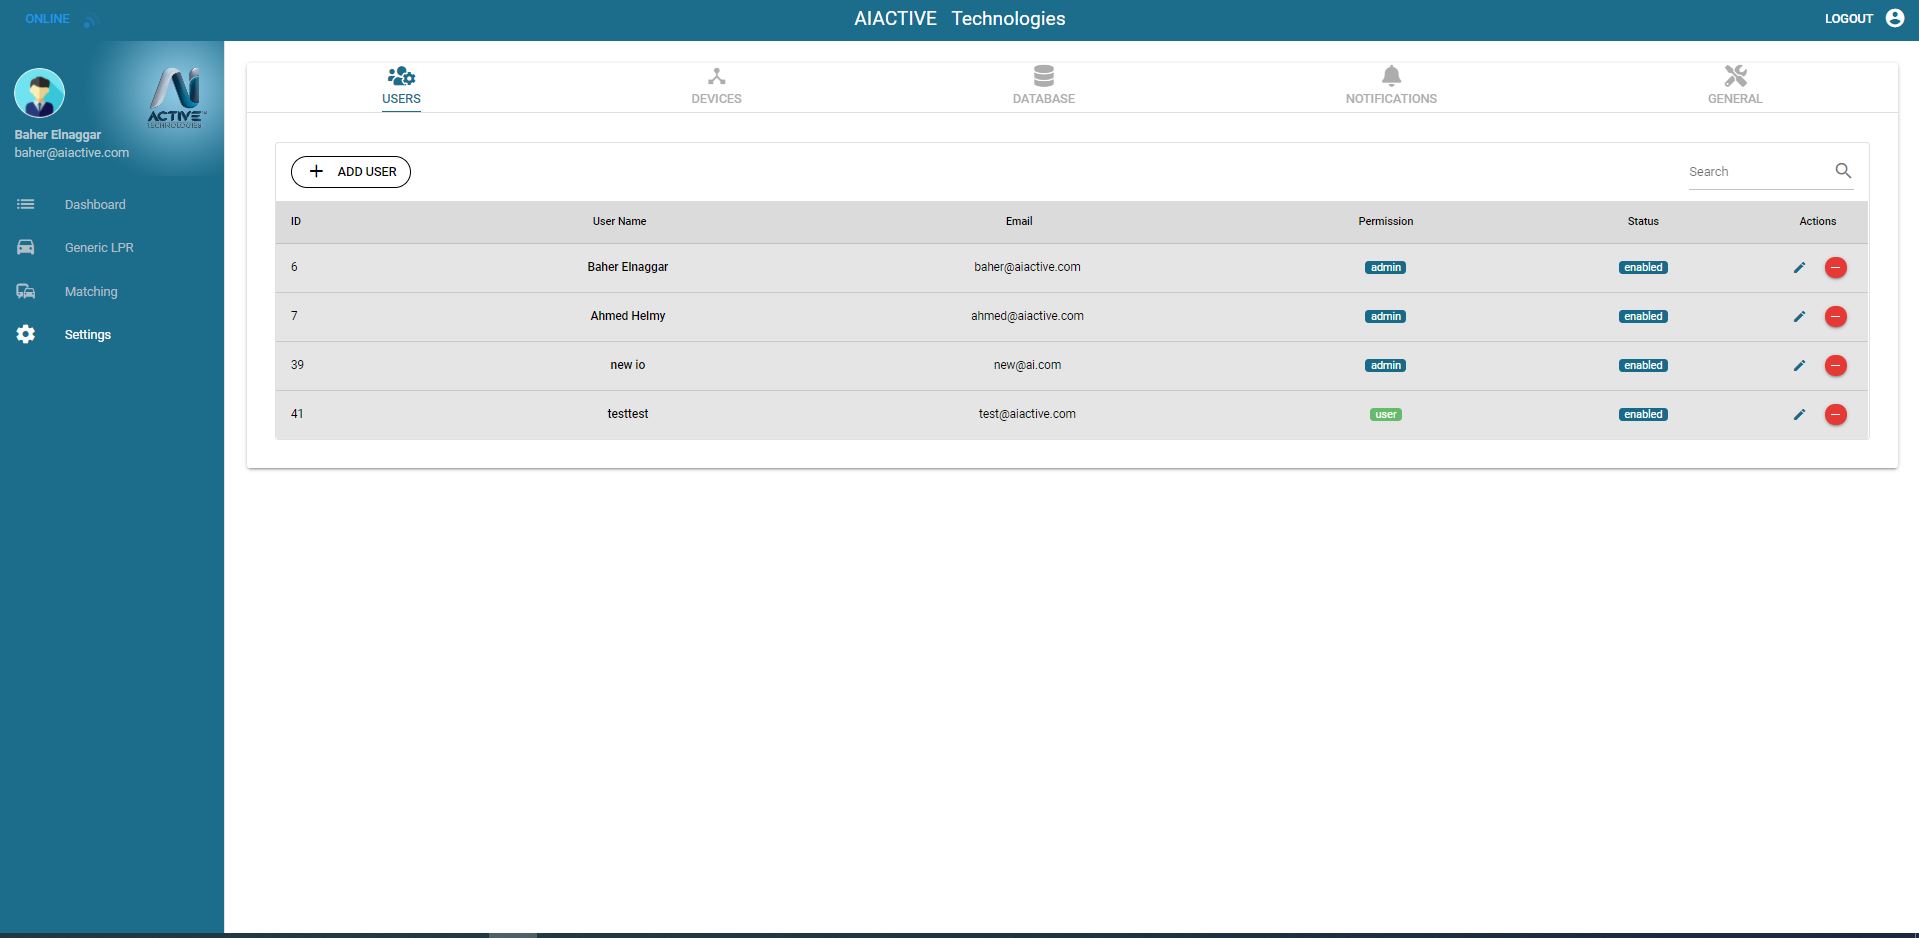 ONLINE
AIACTIVE Technologies
LOGOUT
ACTIVE™
TECHNOLOGIES
Baher Elnaggar
baher@aiactive.com
Dashboard
Generic LPR
Matching
Settings
USERS DEVICES DATABASE NOTIFICATIONS GENERAL
+ ADD USER
Search
ID User Name Email Permission Status Actions
6 Baher Elnaggar baher@aiactive.com admin enabled
7 Ahmed Helmy ahmed@aiactive.com admin enabled
39 new io new@ai.com admin enabled
41 testtest test@aiactive.com user enabled